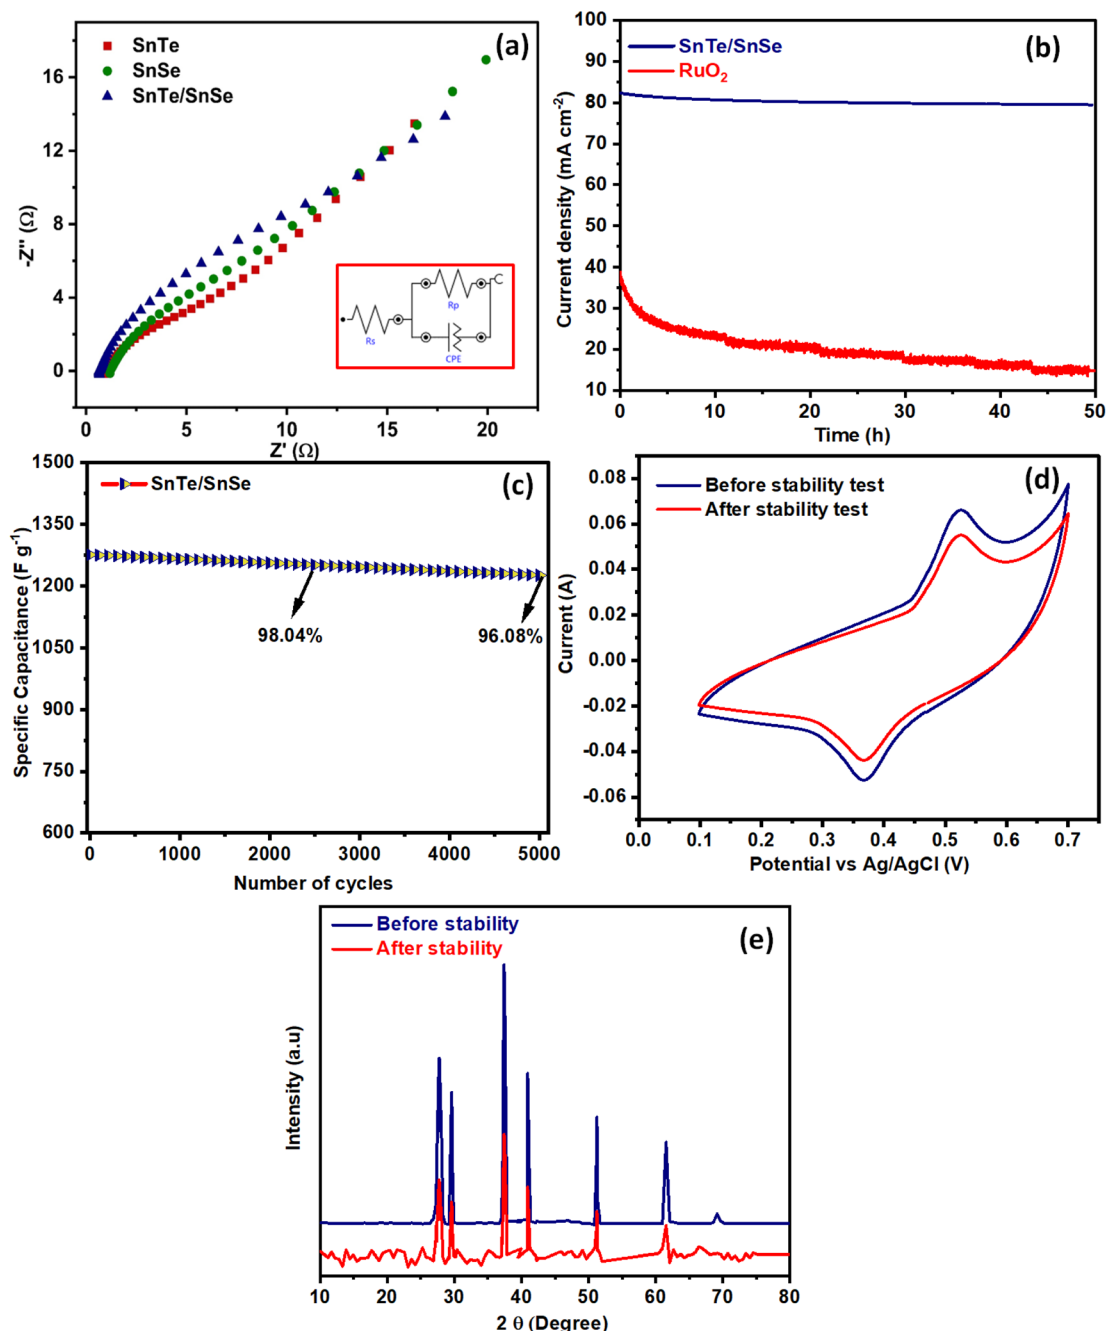 (a)
SnTe
SnSe
SnTe/SnSe
16
12
8
4
0
-Z'' (Ω)
Rp
Rs
CPE
0
5
10
15
20
Z' (Ω)
(b)
SnTe/SnSe
RuO2
100
90
80
70
60
50
40
30
20
10
Current density (mA cm-2)
0
10
20
30
40
50
Time (h)
(c)
SnTe/SnSe
1500
1350
1200
1050
900
750
600
Specific Capacitance (F g-1)
98.04%
96.08%
0
1000
2000
3000
4000
5000
Number of cycles
(d)
Before stability test
After stability test
0.08
0.06
0.04
0.02
0.00
-0.02
-0.04
-0.06
Current (A)
0.0
0.1
0.2
0.3
0.4
0.5
0.6
0.7
Potential vs Ag/AgCl (V)
(e)
Before stability
After stability
Intensity (a.u)
10
20
30
40
50
60
70
80
2 θ (Degree)